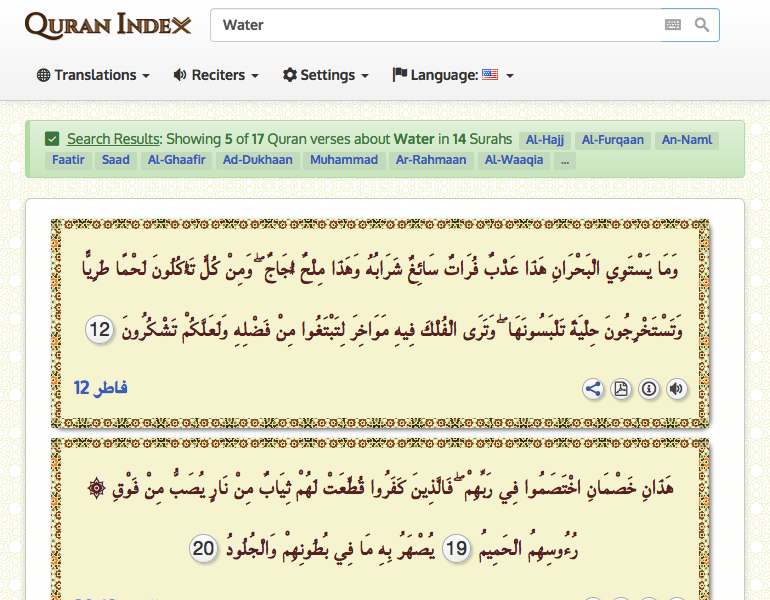 QURAN INDEX
Water
Translations Reciters Settings Language:
Search Results: Showing 5 of 17 Quran verses about Water in 14 Surahs Al-Hajj Al-Furqaan An-Naml
Faatir Saad Al-Ghaafir Ad-Dukhaan Muhammad Ar-Rahmaan Al-Waaqia ...
وَمَا يَسْتَوِي الْبَحْرَانِ هَذَا عَذْبٌ فُرَاتٌ سَائِغٌ شَرَابُهُ وَهَذَا مِلْحٌ أُجَاجٌ ۖ وَمِنْ كُلٍّ تَأْكُلُونَ لَحْمًا طَرِيًّا
وَتَسْتَخْرِجُونَ حِلْيَةً تَلْبَسُونَهَا ۖ وَتَرَى الْفُلْكَ فِيهِ مَوَاخِرَ لِتَبْتَغُوا مِنْ فَضْلِهِ وَلَعَلَّكُمْ تَشْكُرُونَ 12
فاطر 12
هَذَانِ خَصْمَانِ اخْتَصَمُوا فِي رَبِّهِمْ ۖ فَالَّذِينَ كَفَرُوا قُطِّعَتْ لَهُمْ ثِيَابٌ مِنْ نَارٍ يُصَبُّ مِنْ فَوْقِ ۞
رُءُوسِهِمُ الْحَمِيمُ 19 يُصْهَرُ بِهِ مَا فِي بُطُونِهِمْ وَالْجُلُودُ 20